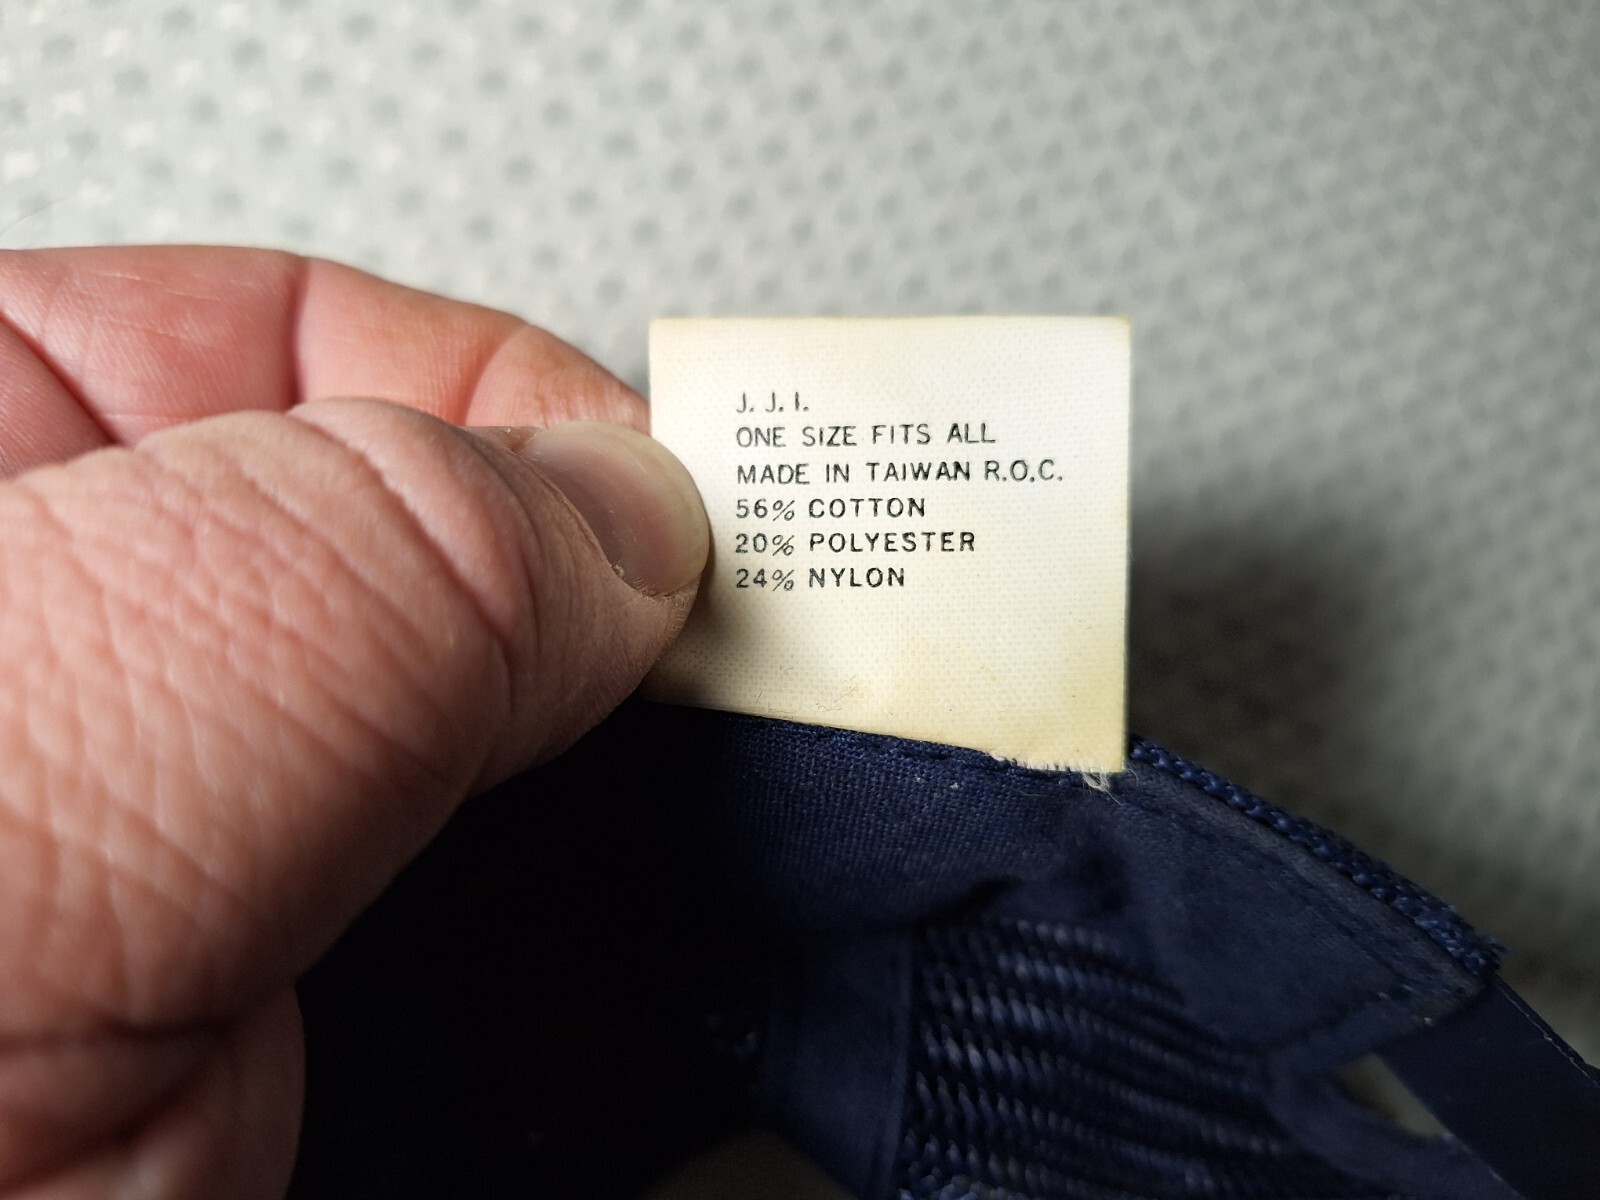 J. J. I.
ONE SIZE FITS ALL
MADE IN TAIWAN R.O.C.
56% COTTON
20% POLYESTER
24% NYLON